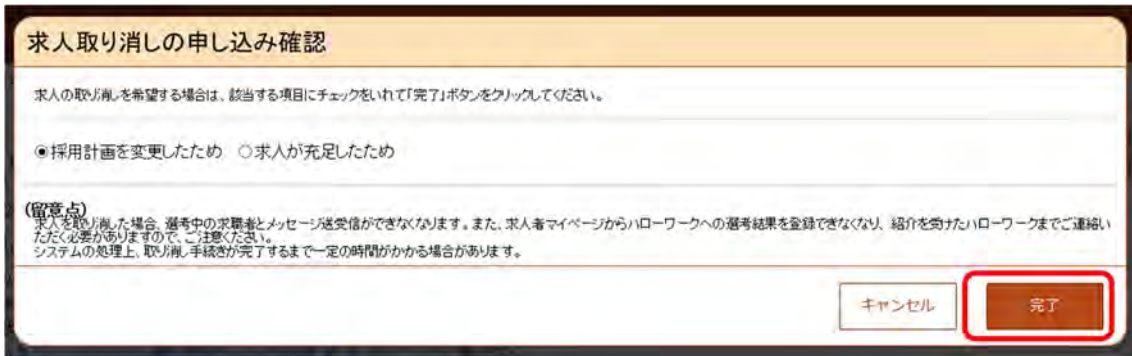 求人取り消しの申し込み確認
求人の取り消しを希望する場合は、該当する項目にチェックをいれて「完了」ボタンをクリックしてください。
◉採用計画を変更したため ○求人が充足したため
(留意点)
求人を取り消した場合、選考中の求職者とメッセージ送受信ができなくなります。また、求人者マイページからハローワークへの選考結果を登録できなくなり、紹介を受けたハローワークまでご連絡い
ただく必要がありますので、ご注意ください。
システムの処理上、取り消し手続きが完了するまで一定の時間がかかる場合があります。
キャンセル 完了